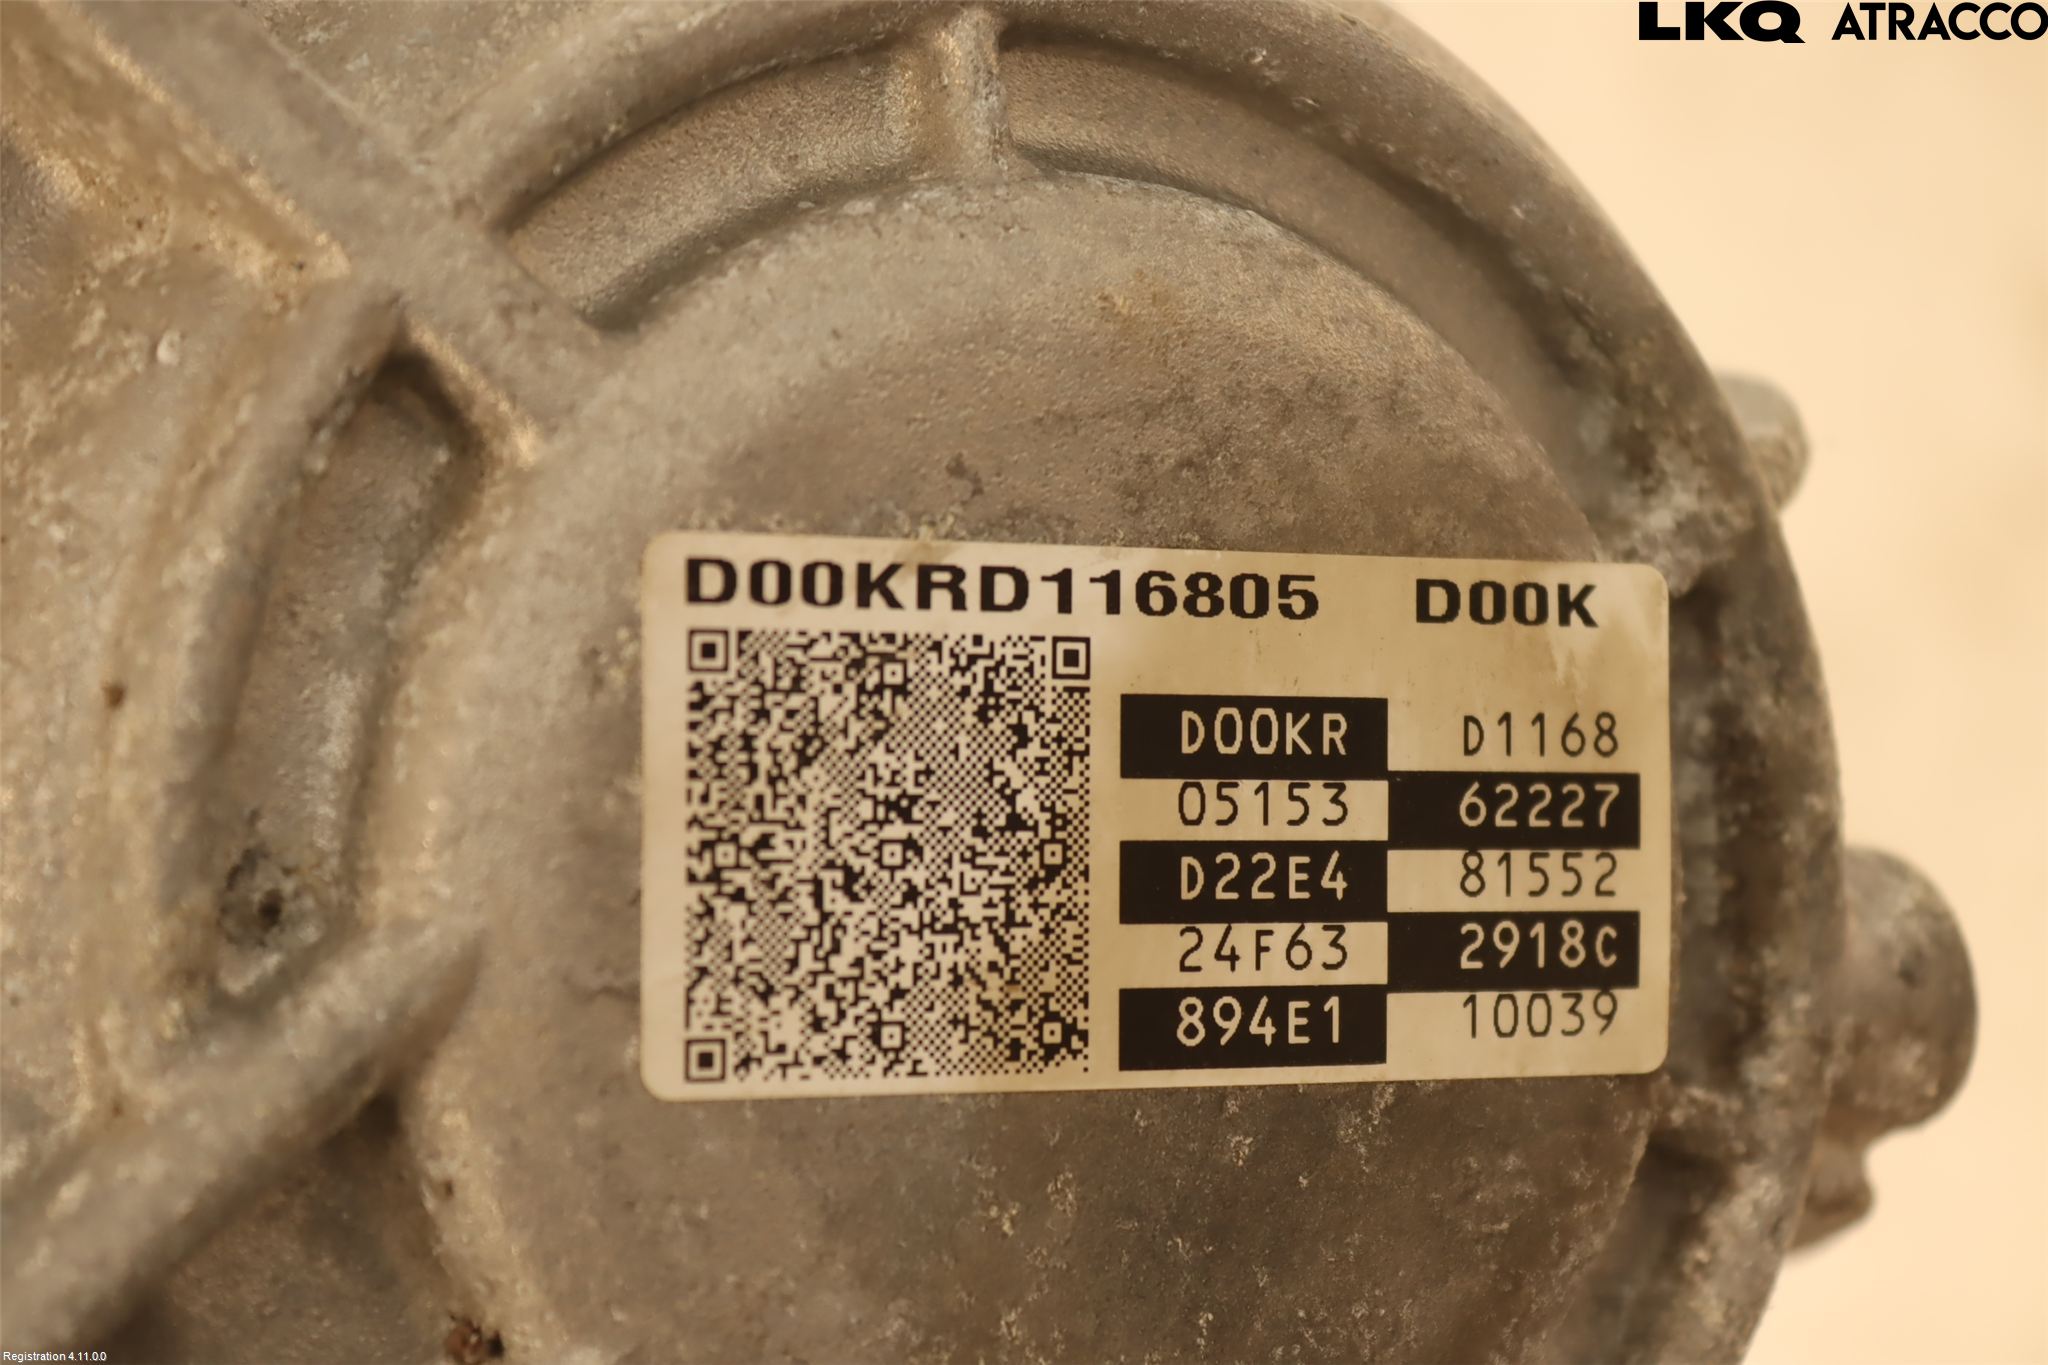 LKQ ATRACCO
D00KRD116805 D00K
D00KR D1168
05153 62227
D22E4 81552
24F63 2918C
894E1 10039
Registration 4.11.0.0